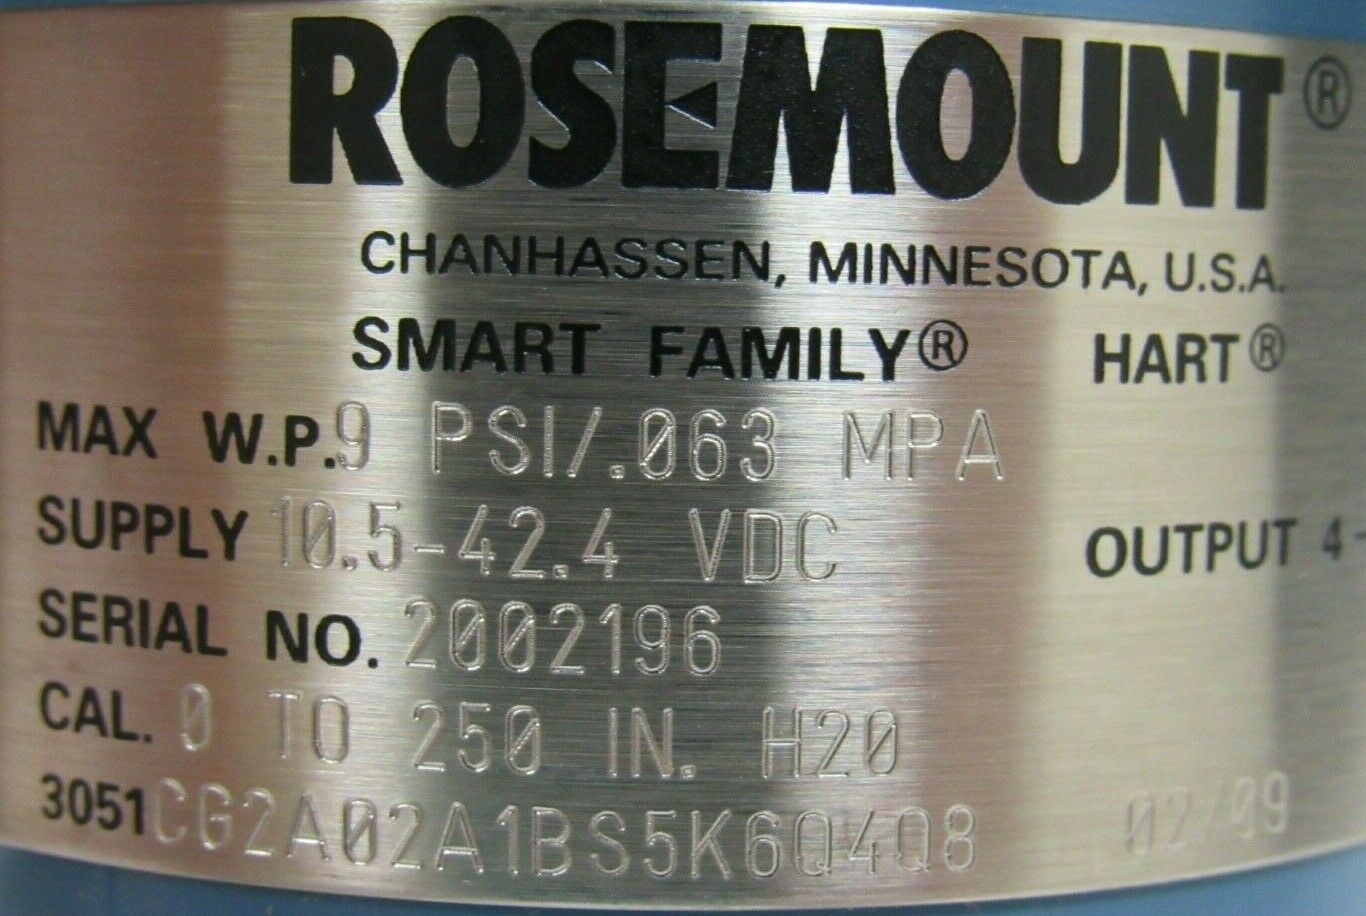 ROSEMOUNT®
CHANHASSEN, MINNESOTA, U.S.A.
SMART FAMILY® HART®
MAX W.P. 9 PSI/.063 MPA
SUPPLY 10.5-42.4 VDC OUTPUT 4-
SERIAL NO. 2002196
CAL. 0 TO 250 IN. H20
3051CG2A02A1BS5K6Q4Q8 02/09